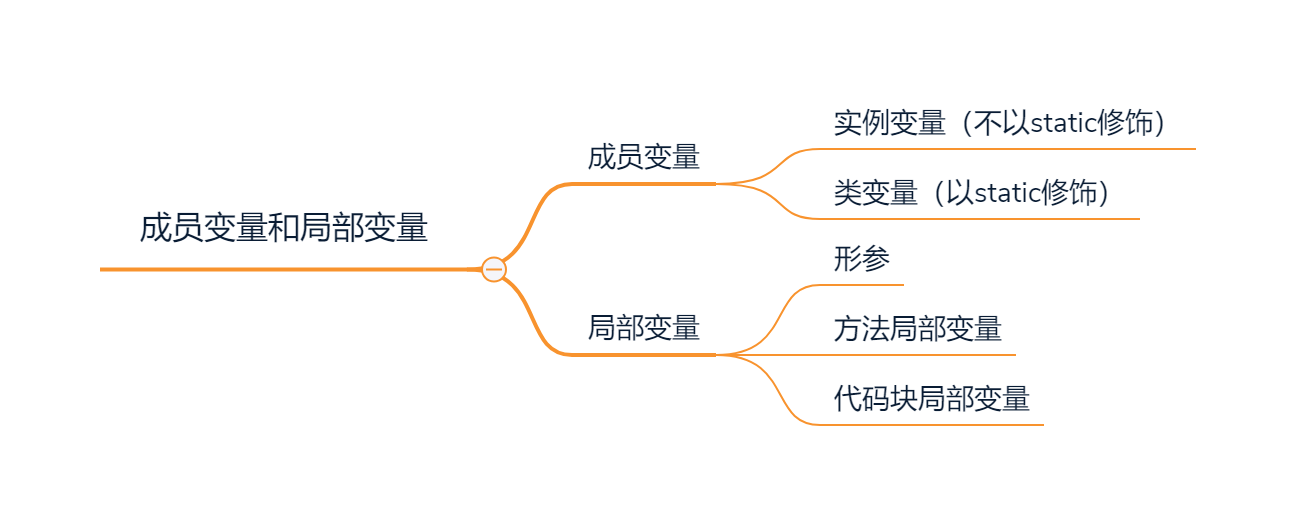 成员变量和局部变量
成员变量
实例变量（不以static修饰）
类变量（以static修饰）
局部变量
形参
方法局部变量
代码块局部变量